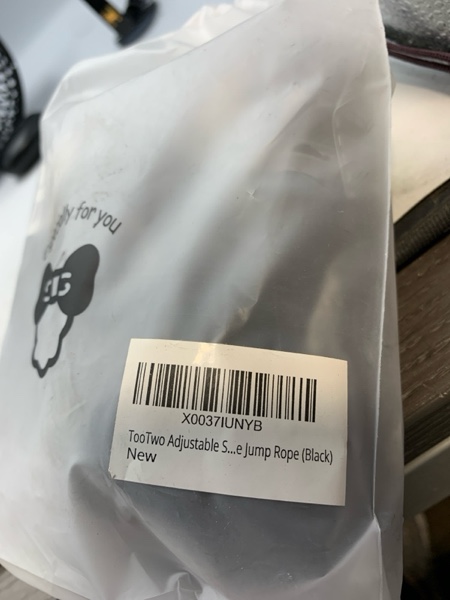 for you
X0037IUNYB
TooTwo Adjustable S...e Jump Rope (Black)
New